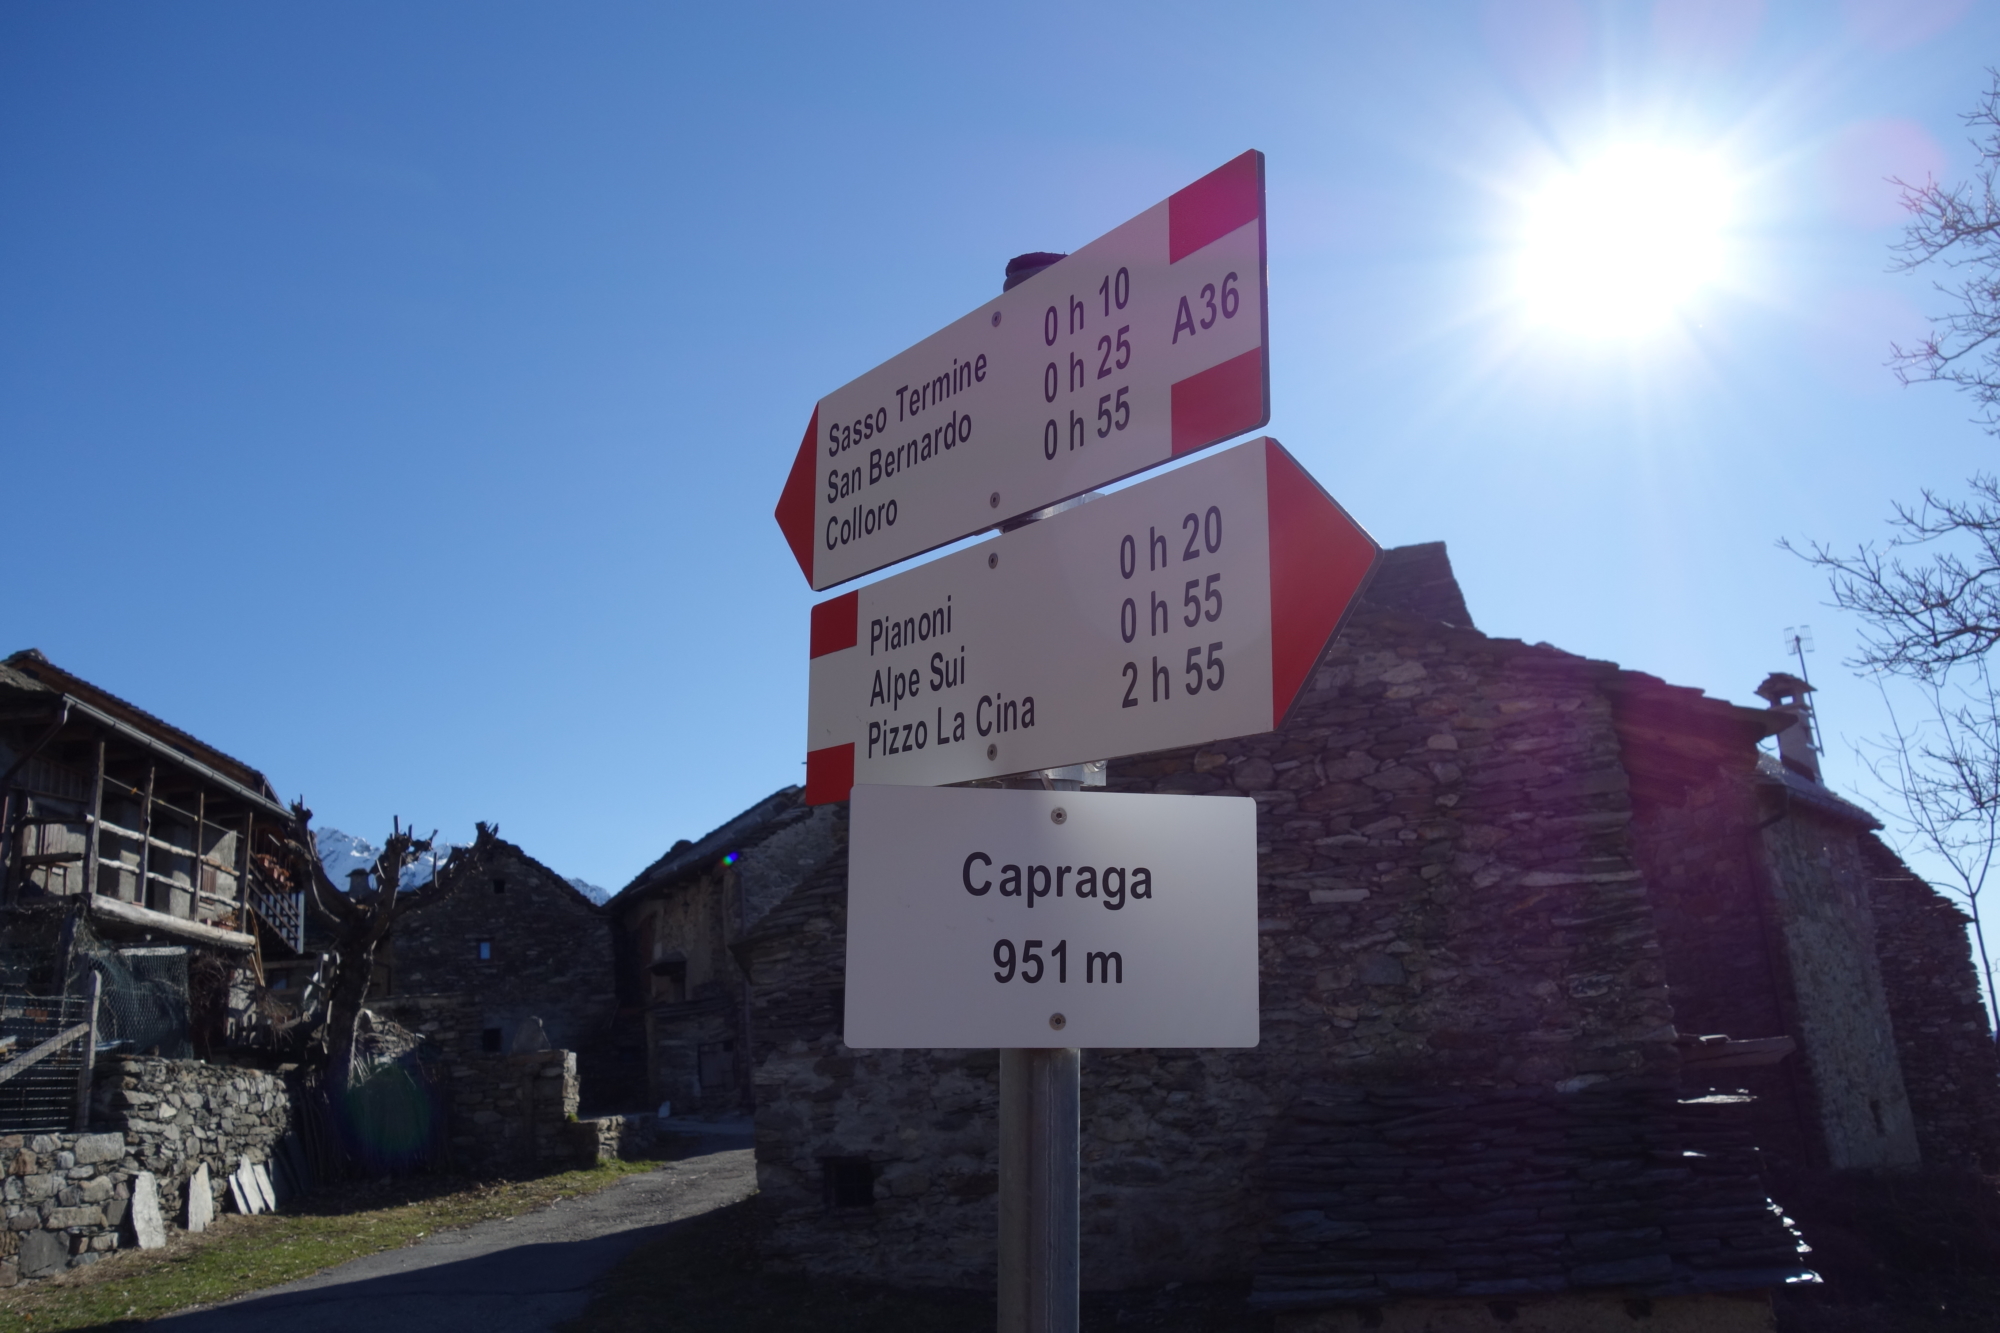 Sasso Termine 0 h 10
San Bernardo 0 h 25
Colloro 0 h 55
A36
Pianoni 0 h 20
Alpe Sui 0 h 55
Pizzo La Cina 2 h 55
Capraga
951 m